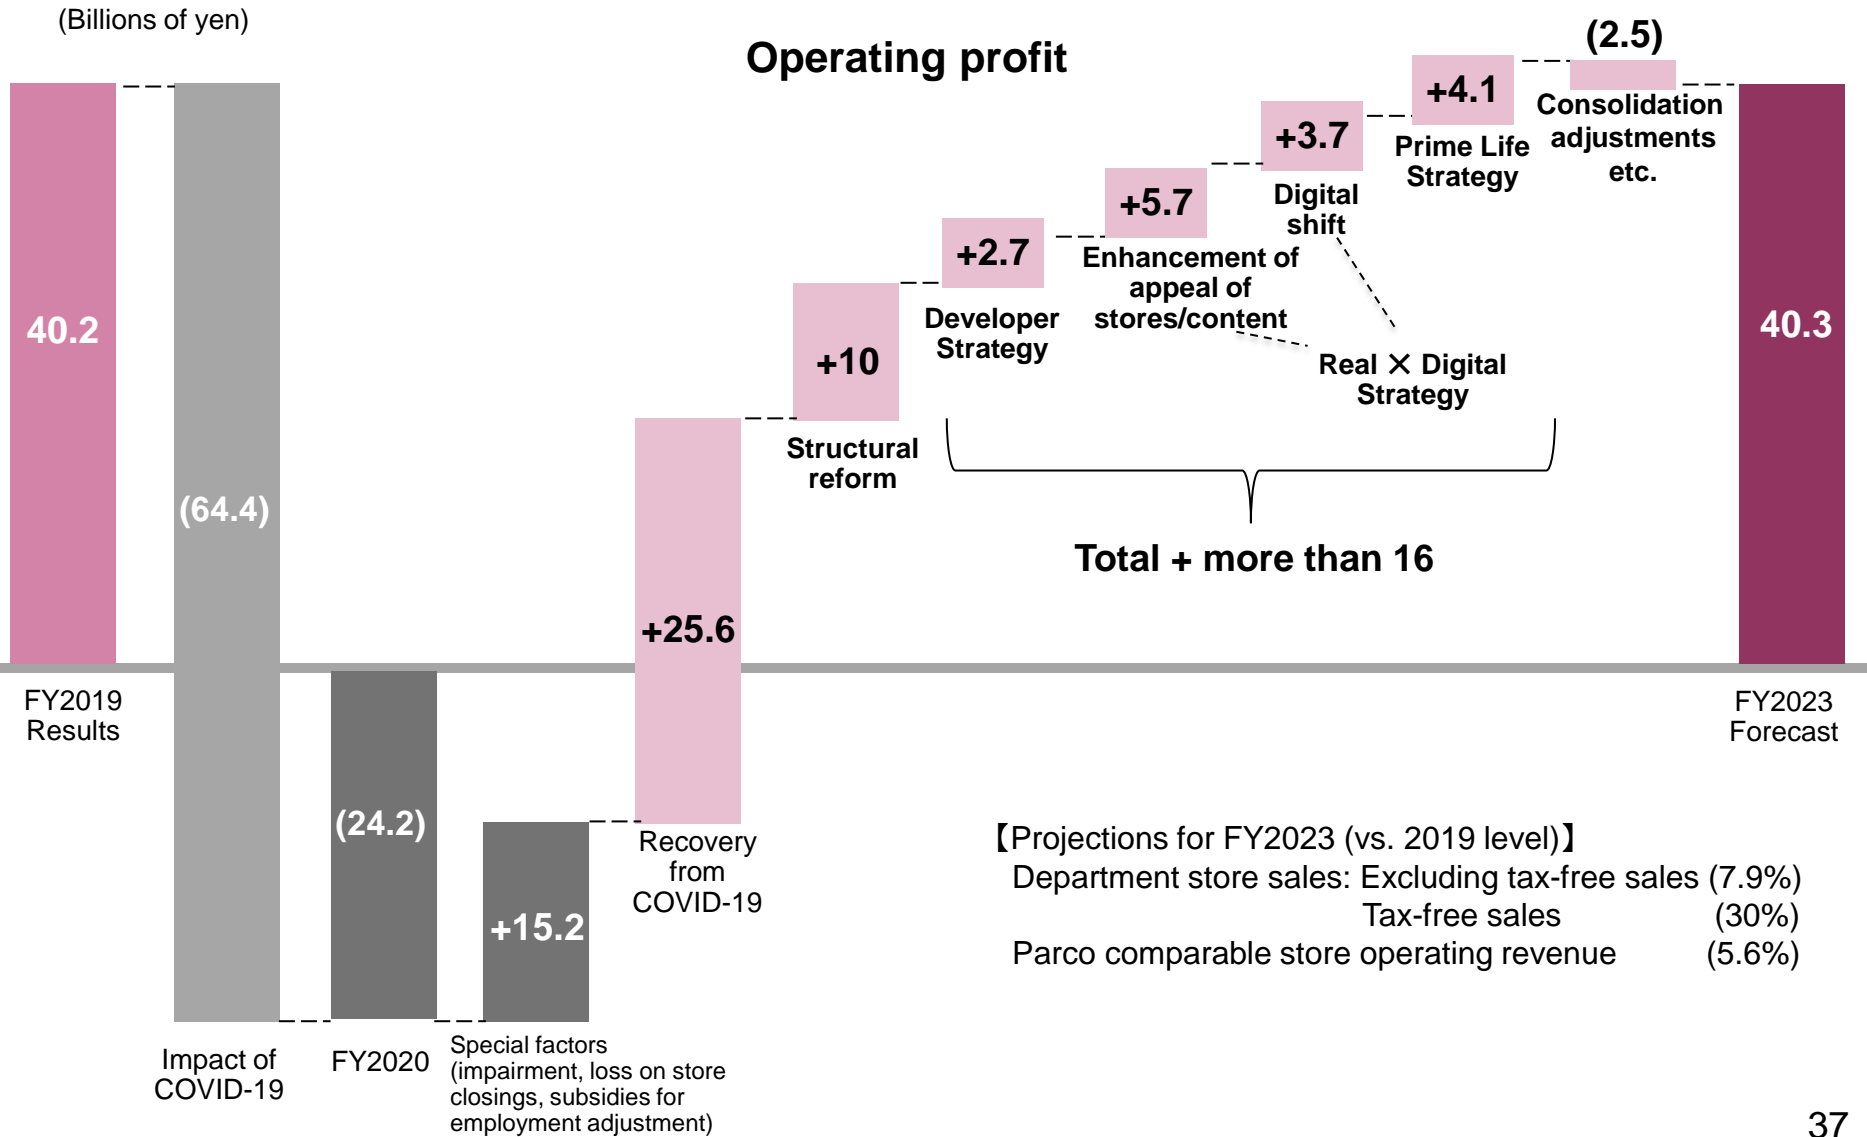 (Billions of yen)
Operating profit
40.2
FY2019
Results
(64.4)
Impact of
COVID-19
(24.2)
FY2020
+15.2
Special factors
(impairment, loss on store
closings, subsidies for
employment adjustment)
+25.6
Recovery
from
COVID-19
+10
Structural
reform
+2.7
Developer
Strategy
+5.7
Enhancement of
appeal of
stores/content
+3.7
Digital
shift
Real × Digital
Strategy
+4.1
Prime Life
Strategy
(2.5)
Consolidation
adjustments
etc.
Total + more than 16
40.3
FY2023
Forecast
【Projections for FY2023 (vs. 2019 level)】
Department store sales: Excluding tax-free sales (7.9%)
Tax-free sales (30%)
Parco comparable store operating revenue (5.6%)
37